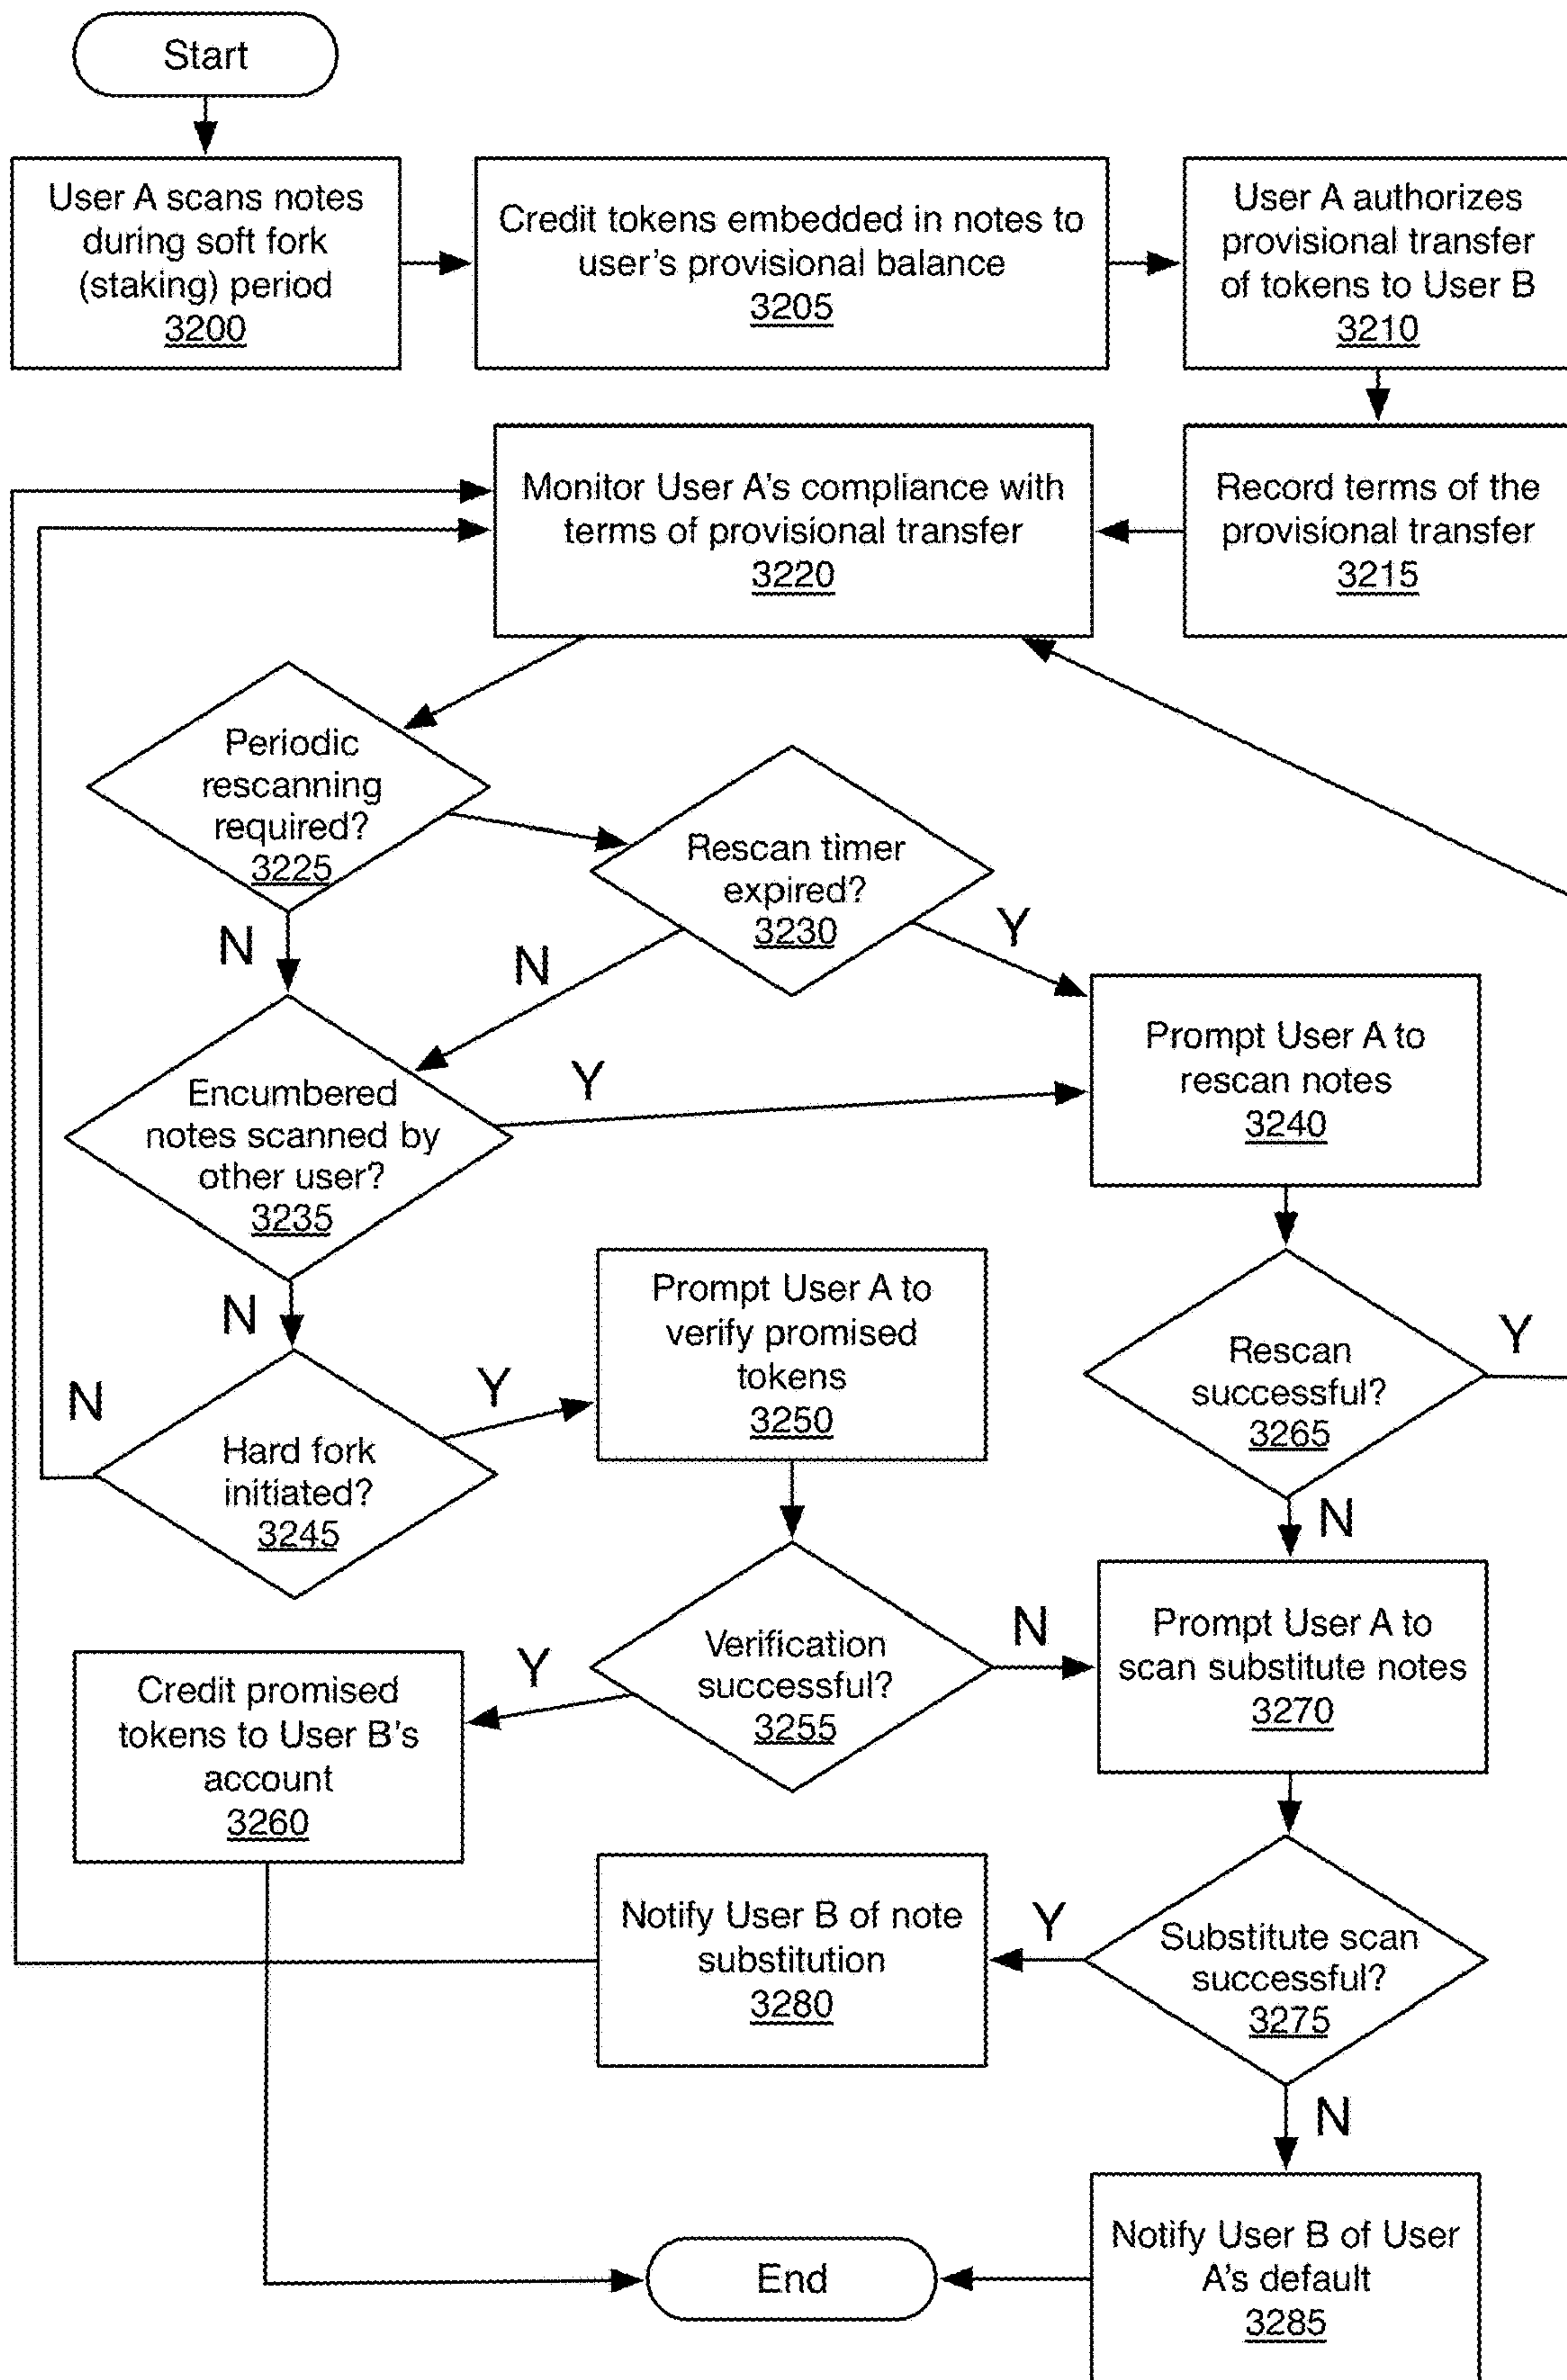 Start
User A scans notes
during soft fork
(staking) period
3200
Credit tokens embedded in notes to
user's provisional balance
3205
User A authorizes
provisional transfer
of tokens to User B
3210
Monitor User A's compliance with
terms of provisional transfer
3220
Record terms of the
provisional transfer
3215
Periodic
rescanning
required?
3225
Rescan timer
expired?
3230
N
N
Y
Encumbered
notes scanned by
other user?
3235
Y
Prompt User A to
rescan notes
3240
N
Prompt User A to
verify promised
tokens
3250
Rescan
successful?
3265
Y
N
Hard fork
initiated?
3245
Y
N
Verification
successful?
3255
N
Y
Prompt User A to
scan substitute notes
3270
Credit promised
tokens to User B's
account
3260
Notify User B of note
substitution
3280
Y
Substitute scan
successful?
3275
N
End
Notify User B of User
A's default
3285